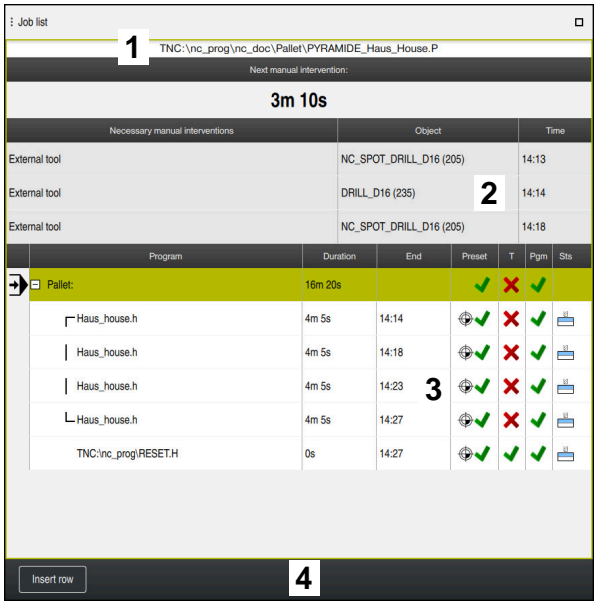 Job list
1
TNC:\nc_prog\nc_doc\Pallet\PYRAMIDE_Haus_House.P
Next manual intervention:
3m 10s
Necessary manual interventions Object Time
External tool NC_SPOT_DRILL_D16 (205) 14:13
External tool DRILL_D16 (235) 2 14:14
External tool NC_SPOT_DRILL_D16 (205) 14:18
Program Duration End Preset T Pgm Sts
Pallet: 16m 20s
Haus_house.h 4m 5s 14:14
Haus_house.h 4m 5s 14:18
Haus_house.h 4m 5s 14:23 3
Haus_house.h 4m 5s 14:27
TNC:\nc_prog\RESET.H 0s 14:27
Insert row 4